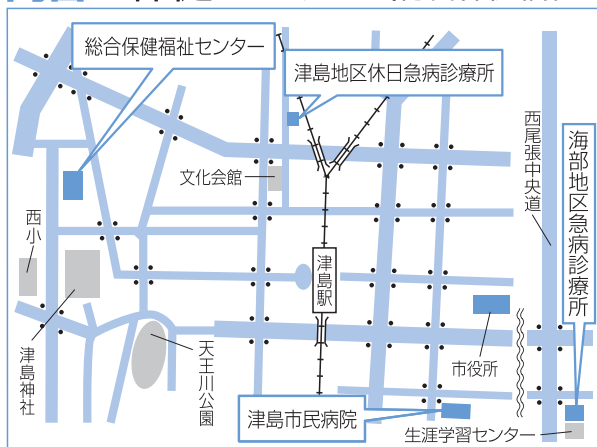 総合保健福祉センター
津島地区休日急病診療所
西尾張中央道
海部地区急病診療所
文化会館
西小
津島駅
津島神社
天王川公園
市役所
津島市民病院
生涯学習センター